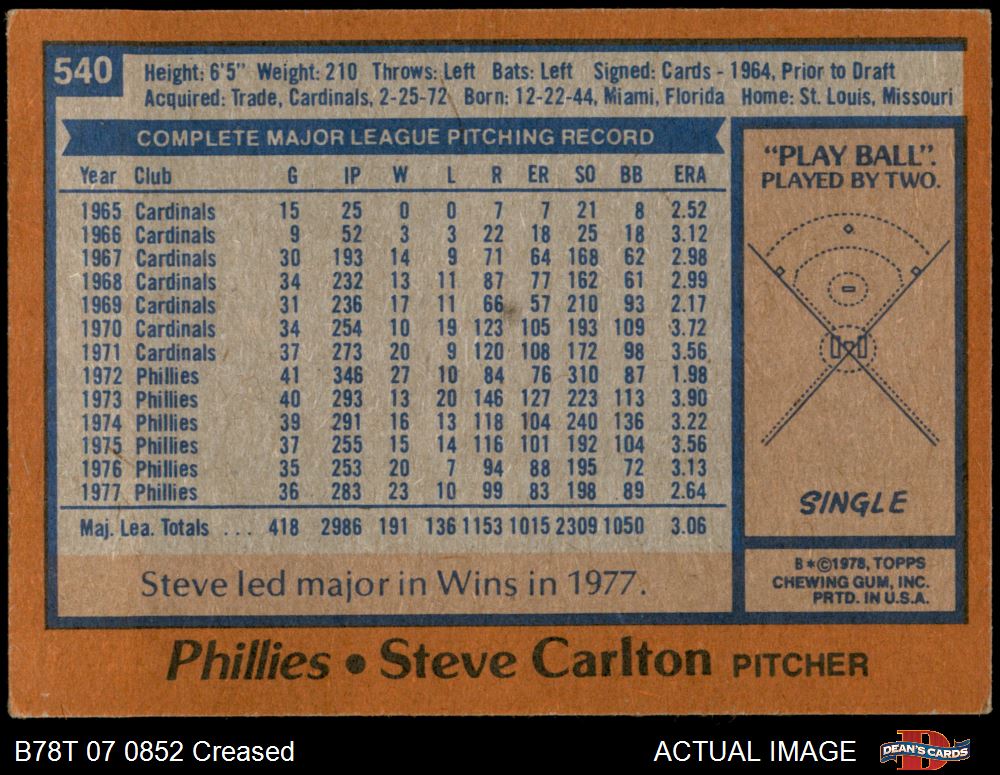 540
Height: 6'5" Weight: 210 Throws: Left Bats: Left Signed: Cards - 1964, Prior to Draft
Acquired: Trade, Cardinals, 2-25-72 Born: 12-22-44, Miami, Florida Home: St. Louis, Missouri
COMPLETE MAJOR LEAGUE PITCHING RECORD
Year Club G IP W L R ER SO BB ERA
1965 Cardinals 15 25 0 0 7 7 21 8 2.52
1966 Cardinals 9 52 3 3 22 18 25 18 3.12
1967 Cardinals 30 193 14 9 71 64 168 62 2.98
1968 Cardinals 34 232 13 11 87 77 162 61 2.99
1969 Cardinals 31 236 17 11 66 57 210 93 2.17
1970 Cardinals 34 254 10 19 123 105 193 109 3.72
1971 Cardinals 37 273 20 9 120 108 172 98 3.56
1972 Phillies 41 346 27 10 84 76 310 87 1.98
1973 Phillies 40 293 13 20 146 127 223 113 3.90
1974 Phillies 39 291 16 13 118 104 240 136 3.22
1975 Phillies 37 255 15 14 116 101 192 104 3.56
1976 Phillies 35 253 20 7 94 88 195 72 3.13
1977 Phillies 36 283 23 10 99 83 198 89 2.64
Maj. Lea. Totals . . . 418 2986 191 136 1153 1015 2309 1050 3.06
Steve led major in Wins in 1977.
"PLAY BALL".
PLAYED BY TWO.
SINGLE
B*©1978, TOPPS
CHEWING GUM, INC.
PRTD. IN U.S.A.
Phillies • Steve Carlton PITCHER
B78T 07 0852 Creased
ACTUAL IMAGE
DEAN'S CARDS